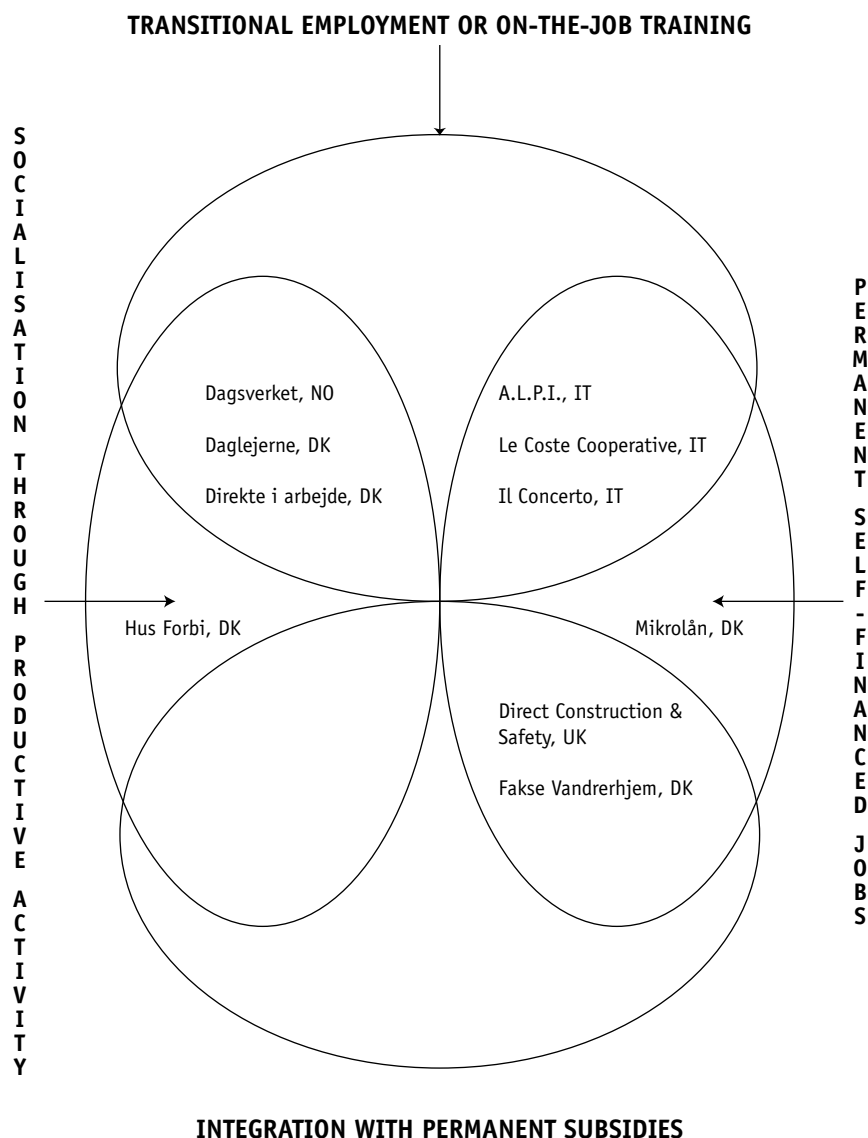 TRANSITIONAL EMPLOYMENT OR ON-THE-JOB TRAINING
SOCIALISATION THROUGH PRODUCTIVE ACTIVITY
Dagsverket, NO
Daglejerne, DK
Direkte i arbejde, DK
A.L.P.I., IT
Le Coste Cooperative, IT
Il Concerto, IT
Hus Forbi, DK
Mikrolån, DK
Direct Construction &
Safety, UK
Fakse Vandrerhjem, DK
PERMANENT SELF-FINANCED JOBS
INTEGRATION WITH PERMANENT SUBSIDIES